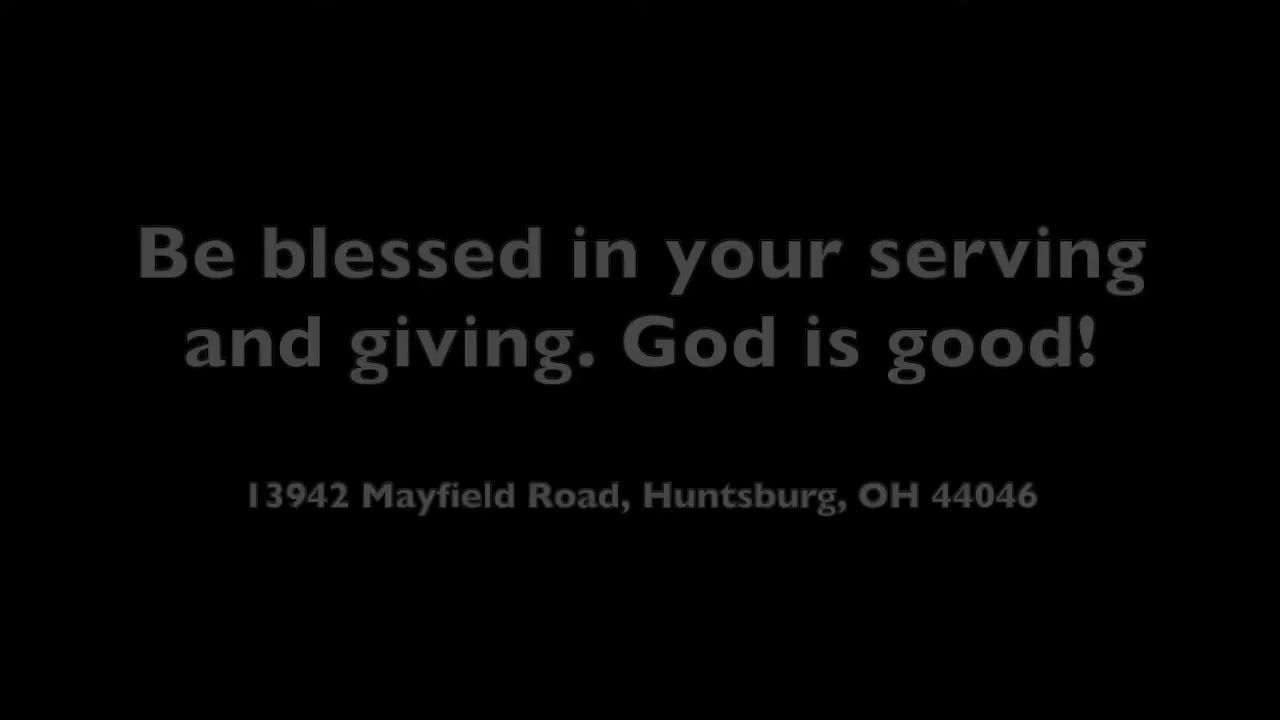 Be blessed in your serving
and giving. God is good!
13942 Mayfield Road, Huntsburg, OH 44046